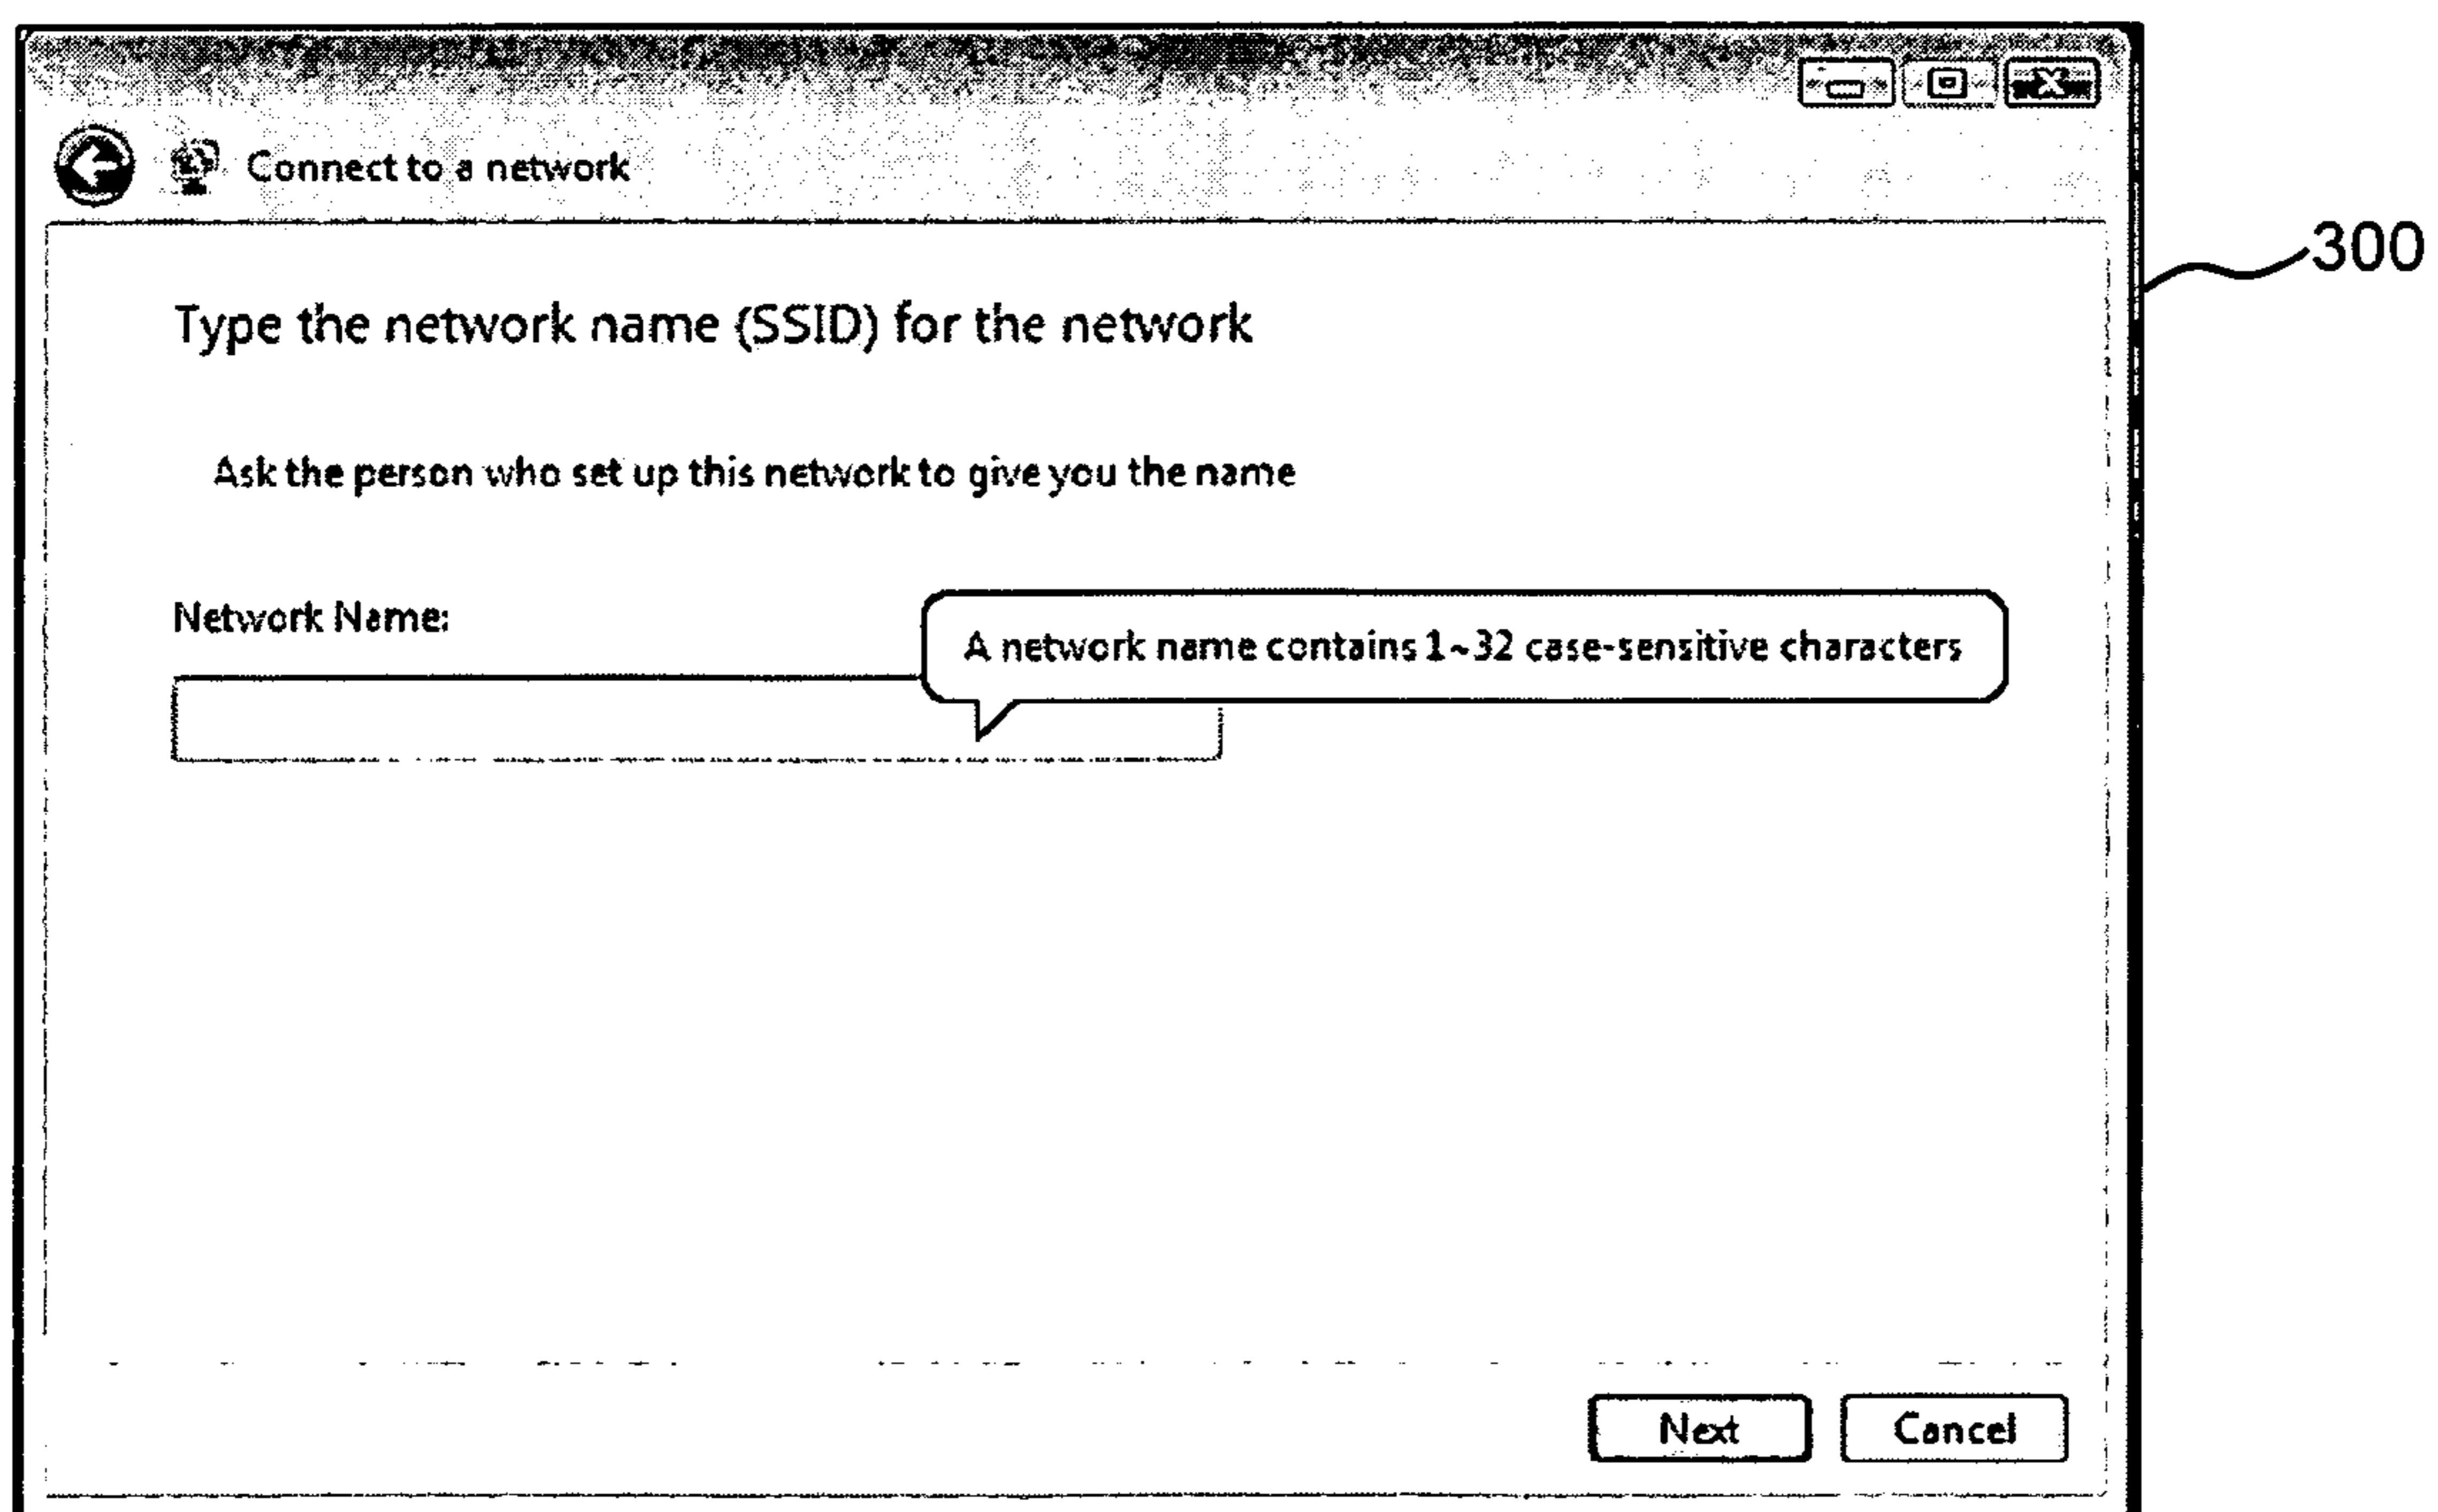 Connect to a network
300
Type the network name (SSID) for the network
Ask the person who set up this network to give you the name
Network Name:
A network name contains 1~32 case-sensitive characters
Next
Cancel